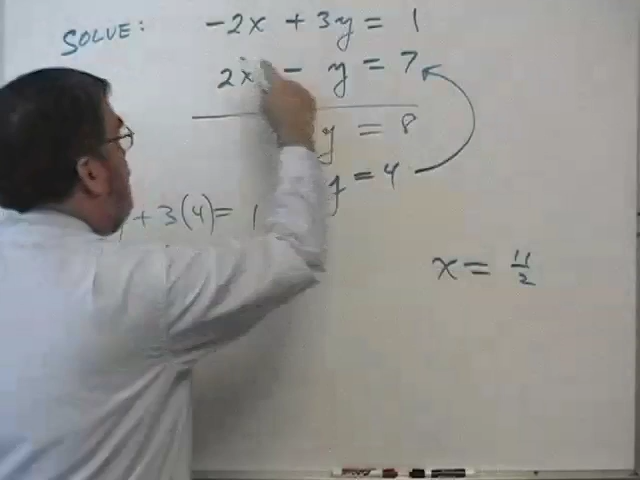 SOLVE: -2x + 3y = 1
2x - y = 7
y = 8
y = 4
+ 3(4) = 1
x = 11/2